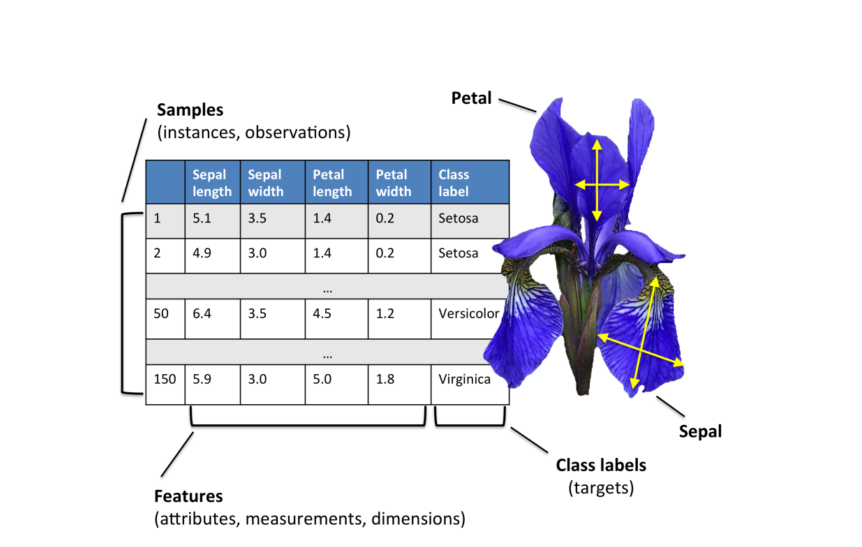 Petal
Samples
(instances, observations)
Sepal length Sepal width Petal length Petal width Class label
1 5.1 3.5 1.4 0.2 Setosa
2 4.9 3.0 1.4 0.2 Setosa
...
50 6.4 3.5 4.5 1.2 Versicolor
...
150 5.9 3.0 5.0 1.8 Virginica
Sepal
Class labels
(targets)
Features
(attributes, measurements, dimensions)